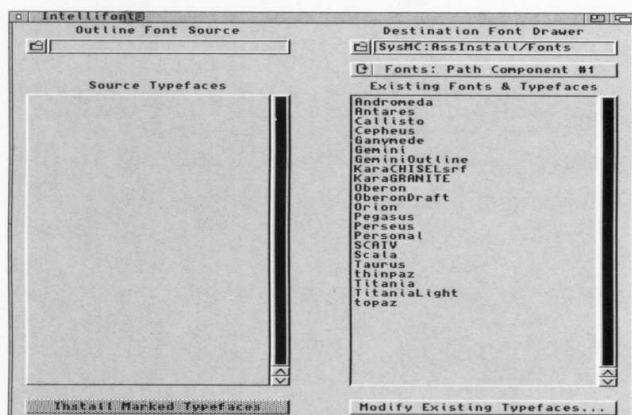 Intellifont®
Outline Font Source
Destination Font Drawer
SysMC:AssInstall/Fonts
Fonts: Path Component #1
Source Typefaces
Existing Fonts & Typefaces
Andromeda
Antares
Callisto
Cepheus
Ganymede
Gemini
GeminiOutline
KaraCHISELsrf
KaraGRANITE
Oberon
OberonDraft
Orion
Pegasus
Perseus
Personal
SCAIV
Scala
Taurus
thinpaz
Titania
TitaniaLight
topaz
Install Marked Typefaces
Modify Existing Typefaces...